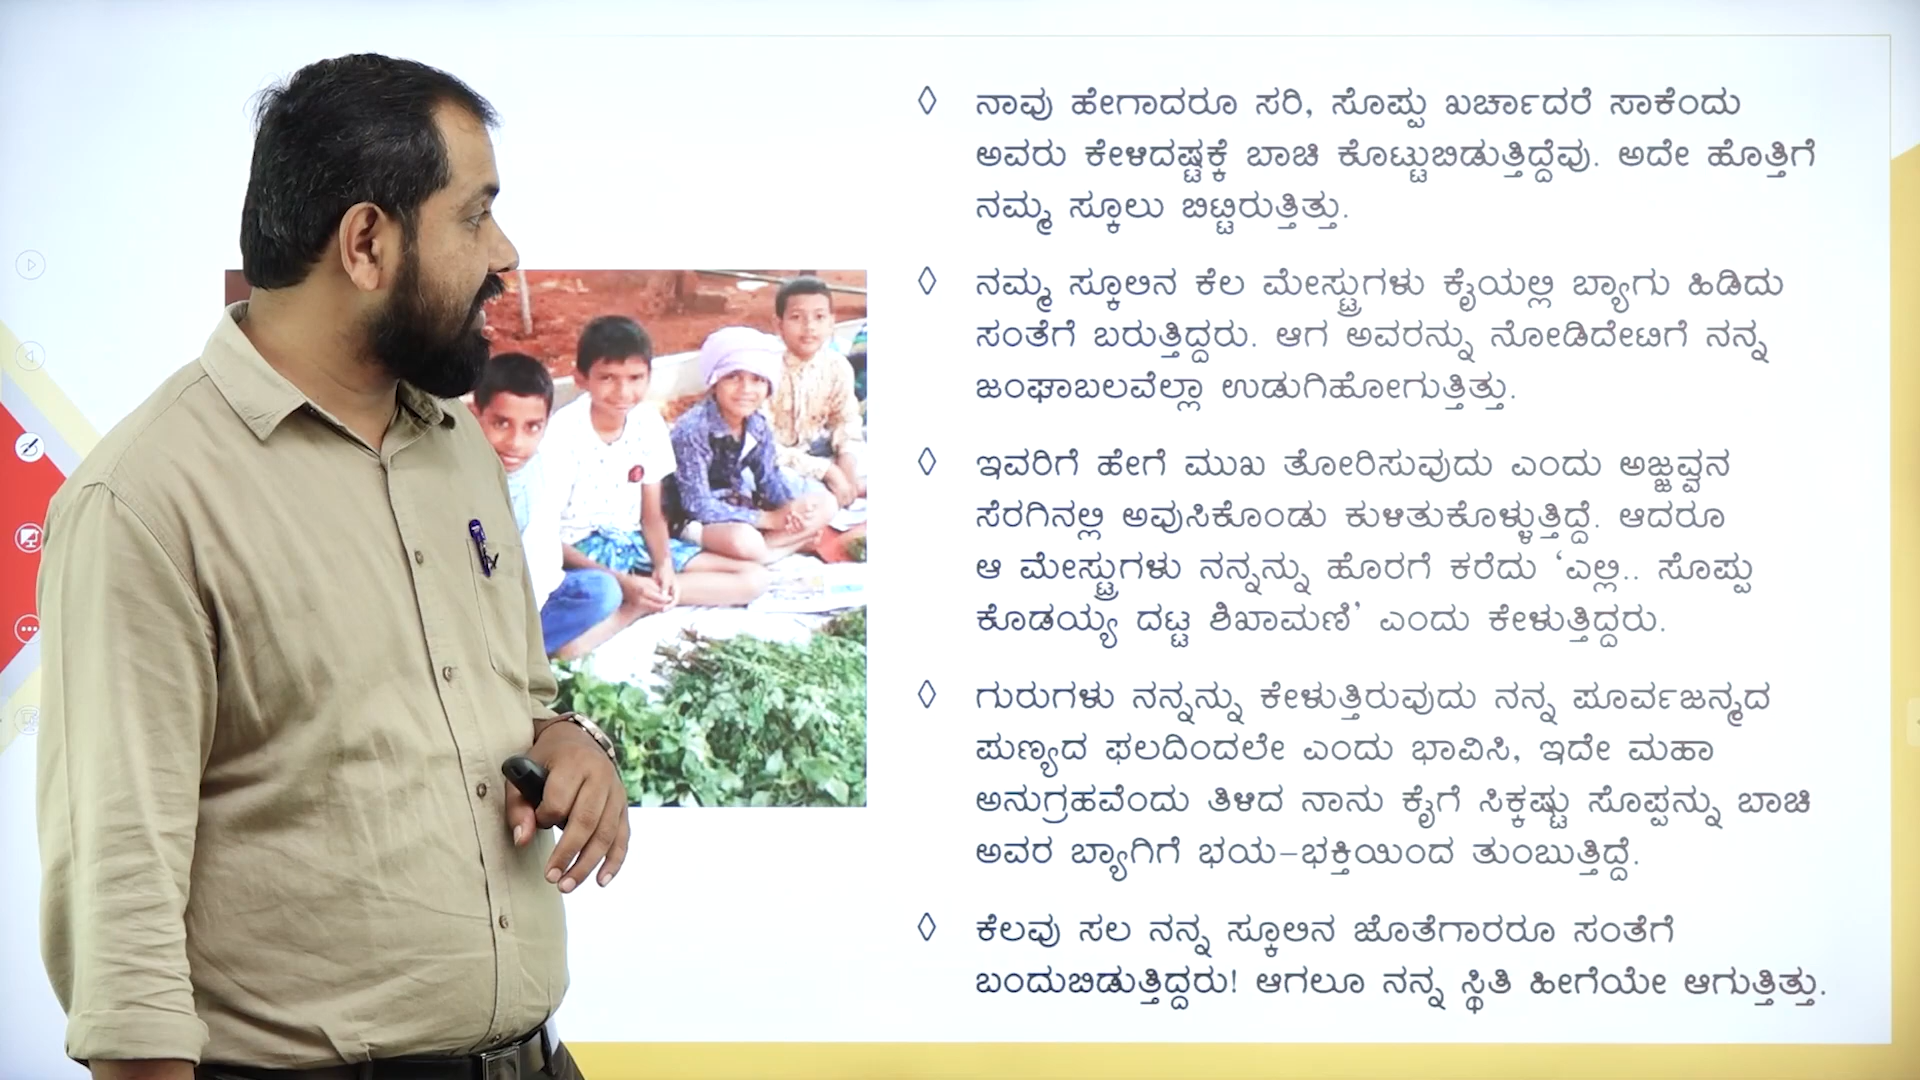 ◊ ನಾವು ಹೇಗಾದರೂ ಸರಿ, ಸೊಪ್ಪು ಖರ್ಚಾದರೆ ಸಾಕೆಂದು
ಅವರು ಕೇಳಿದಷ್ಟಕ್ಕೆ ಬಾಚಿ ಕೊಟ್ಟುಬಿಡುತ್ತಿದ್ದೆವು. ಅದೇ ಹೊತ್ತಿಗೆ
ನಮ್ಮ ಸ್ಕೂಲು ಬಿಟ್ಟಿರುತ್ತಿತ್ತು.
◊ ನಮ್ಮ ಸ್ಕೂಲಿನ ಕೆಲ ಮೇಸ್ಟ್ರುಗಳು ಕೈಯಲ್ಲಿ ಬ್ಯಾಗು ಹಿಡಿದು
ಸಂತೆಗೆ ಬರುತ್ತಿದ್ದರು. ಆಗ ಅವರನ್ನು ನೋಡಿದೇಟಿಗೆ ನನ್ನ
ಜಂಘಾಬಲವೆಲ್ಲಾ ಉಡುಗಿಹೋಗುತ್ತಿತ್ತು.
◊ ಇವರಿಗೆ ಹೇಗೆ ಮುಖ ತೋರಿಸುವುದು ಎಂದು ಅಜ್ಜವ್ವನ
ಸೆರಗಿನಲ್ಲಿ ಅವುಸಿಕೊಂಡು ಕುಳಿತುಕೊಳ್ಳುತ್ತಿದ್ದೆ. ಆದರೂ
ಆ ಮೇಸ್ಟ್ರುಗಳು ನನ್ನನ್ನು ಹೊರಗೆ ಕರೆದು ‘ಎಲ್ಲಿ.. ಸೊಪ್ಪು
ಕೊಡಯ್ಯ ದಟ್ಟ ಶಿಖಾಮಣಿ’ ಎಂದು ಕೇಳುತ್ತಿದ್ದರು.
◊ ಗುರುಗಳು ನನ್ನನ್ನು ಕೇಳುತ್ತಿರುವುದು ನನ್ನ ಪೂರ್ವಜನ್ಮದ
ಪುಣ್ಯದ ಫಲದಿಂದಲೇ ಎಂದು ಭಾವಿಸಿ, ಇದೇ ಮಹಾ
ಅನುಗ್ರಹವೆಂದು ತಿಳಿದ ನಾನು ಕೈಗೆ ಸಿಕ್ಕಷ್ಟು ಸೊಪ್ಪನ್ನು ಬಾಚಿ
ಅವರ ಬ್ಯಾಗಿಗೆ ಭಯ-ಭಕ್ತಿಯಿಂದ ತುಂಬುತ್ತಿದ್ದೆ.
◊ ಕೆಲವು ಸಲ ನನ್ನ ಸ್ಕೂಲಿನ ಜೊತೆಗಾರರೂ ಸಂತೆಗೆ
ಬಂದುಬಿಡುತ್ತಿದ್ದರು! ಆಗಲೂ ನನ್ನ ಸ್ಥಿತಿ ಹೀಗೆಯೇ ಆಗುತ್ತಿತ್ತು.